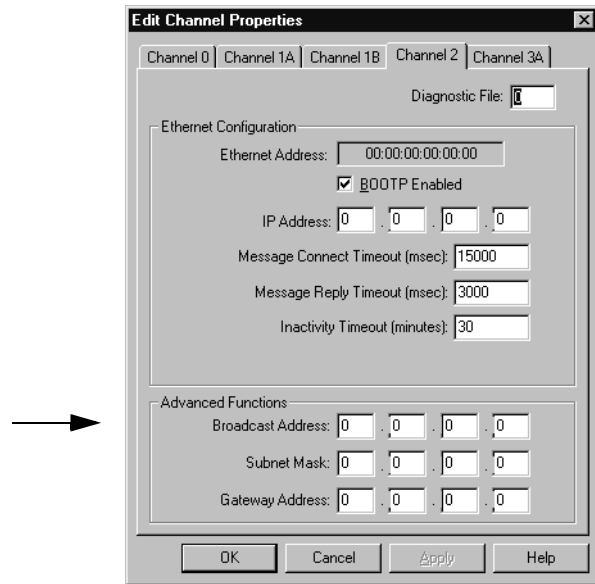 Edit Channel Properties
Channel 0 Channel 1A Channel 1B Channel 2 Channel 3A
Diagnostic File: 0
Ethernet Configuration
Ethernet Address: 00:00:00:00:00:00
BOOTP Enabled
IP Address: 0 . 0 . 0 . 0
Message Connect Timeout (msec): 15000
Message Reply Timeout (msec): 3000
Inactivity Timeout (minutes): 30
Advanced Functions
Broadcast Address: 0 . 0 . 0 . 0
Subnet Mask: 0 . 0 . 0 . 0
Gateway Address: 0 . 0 . 0 . 0
OK Cancel Apply Help